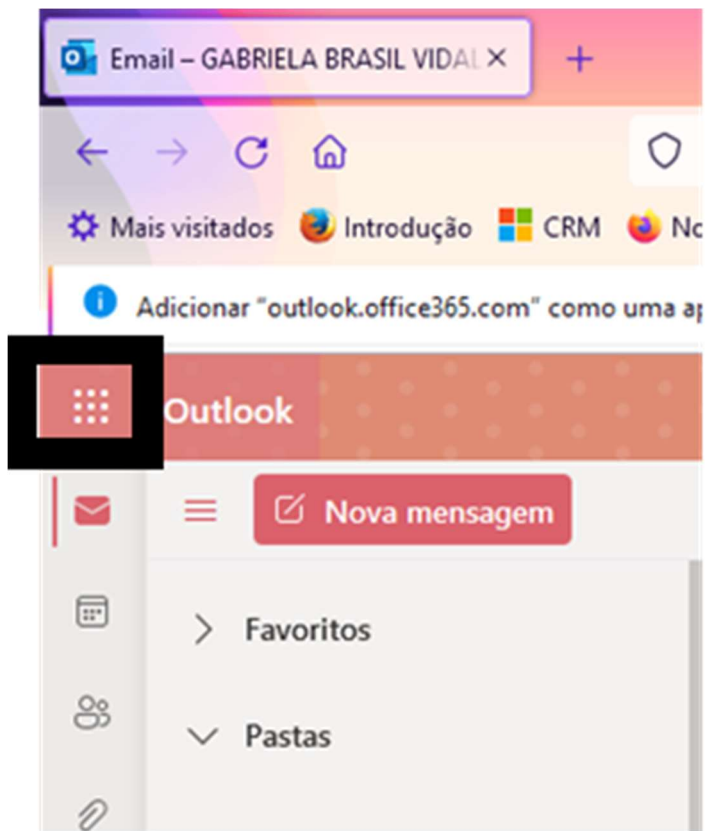 Email – GABRIELA BRASIL VIDAL
Mais visitados Introdução CRM
Adicionar "outlook.office365.com" como uma
Outlook
Nova mensagem
Favoritos
Pastas